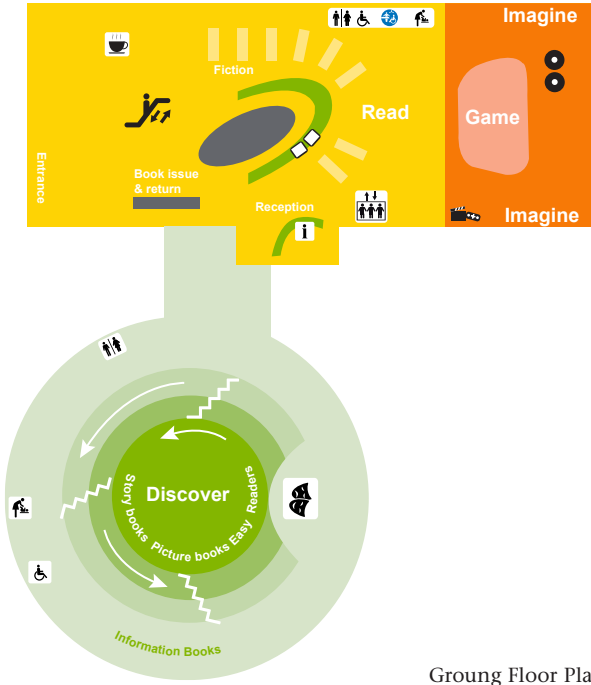 Imagine
Fiction
Read
Game
Entrance
Book issue
& return
Reception
i
Imagine
Discover
Story books Picture books Easy Readers
Information Books
Groung Floor Pla